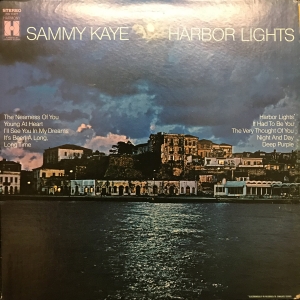 STEREO
H
SAMMY KAYE
HARBOR LIGHTS
The Nearness Of You
Young At Heart
I'll See You In My Dreams
It's Been A Long,
Long Time
Harbor Lights
If Had To Be You
The Very Thought Of You
Night And Day
Deep Purple